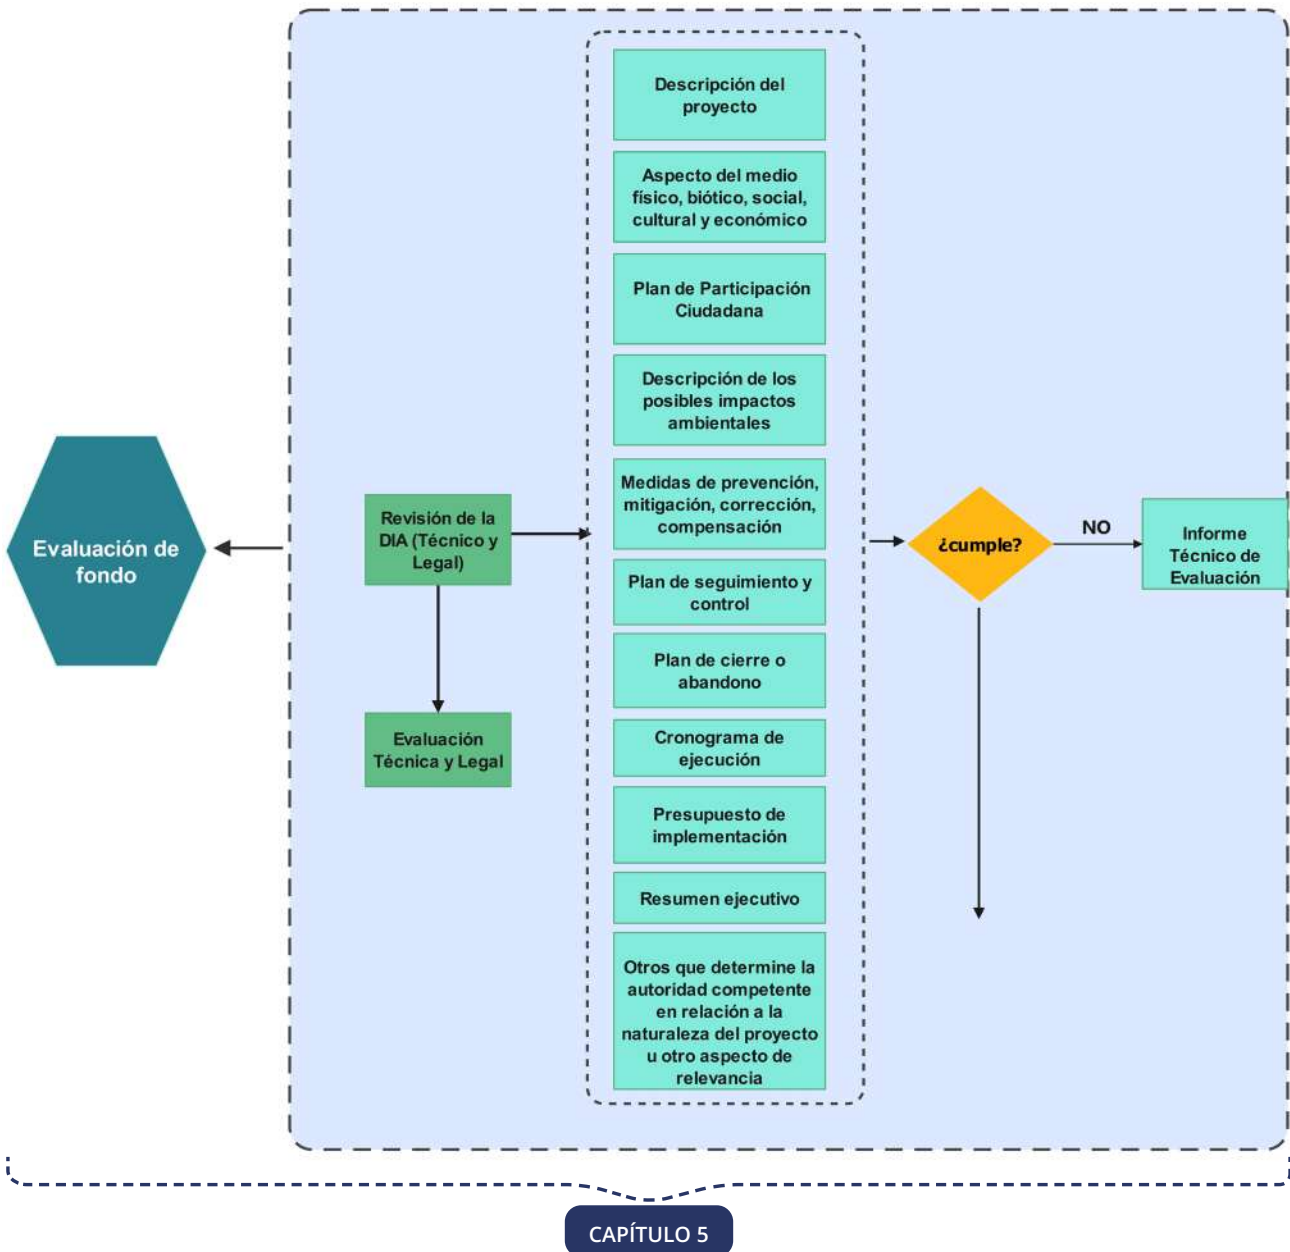 Evaluación de
fondo
Revisión de la
DIA (Técnico y
Legal)
Evaluación
Técnica y Legal
Descripción del
proyecto
Aspecto del medio
físico, biótico, social,
cultural y económico
Plan de Participación
Ciudadana
Descripción de los
posibles impactos
ambientales
Medidas de prevención,
mitigación, corrección,
compensación
Plan de seguimiento y
control
Plan de cierre o
abandono
Cronograma de
ejecución
Presupuesto de
implementación
Resumen ejecutivo
Otros que determine la
autoridad competente
en relación a la
naturaleza del proyecto
u otro aspecto de
relevancia
¿cumple?
NO
Informe
Técnico de
Evaluación
CAPÍTULO 5